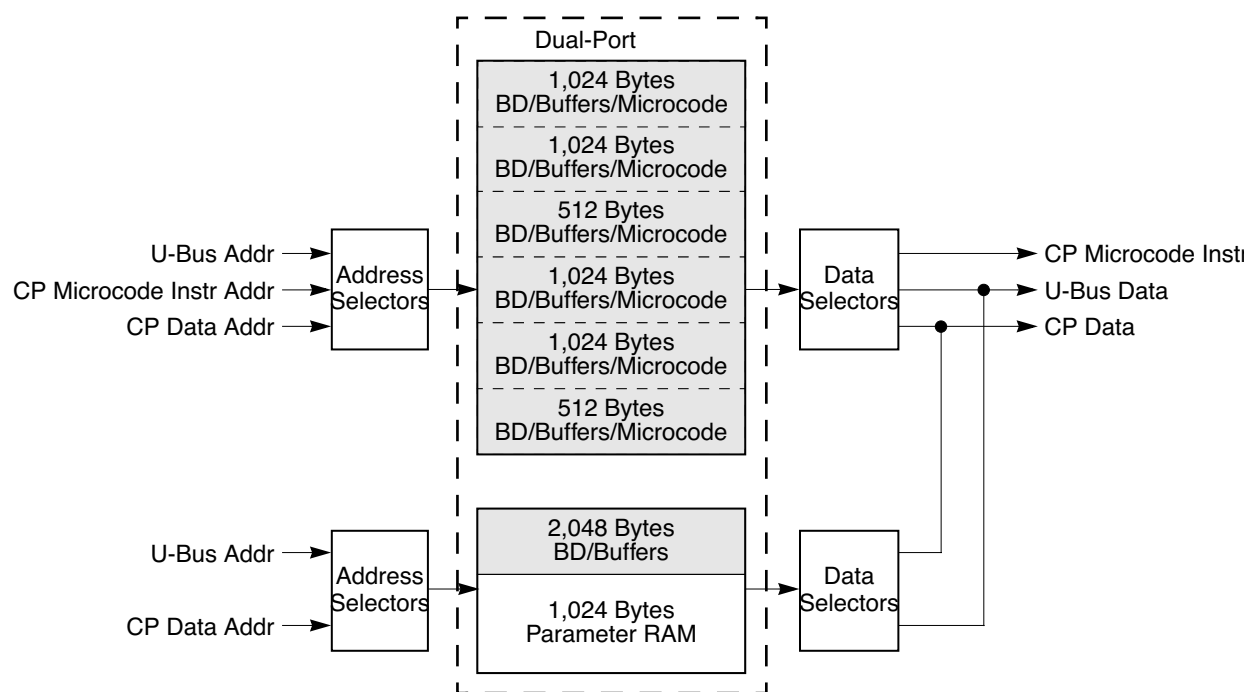 Dual-Port
1,024 Bytes
BD/Buffers/Microcode
1,024 Bytes
BD/Buffers/Microcode
512 Bytes
BD/Buffers/Microcode
1,024 Bytes
BD/Buffers/Microcode
1,024 Bytes
BD/Buffers/Microcode
512 Bytes
BD/Buffers/Microcode
U-Bus Addr
CP Microcode Instr Addr
CP Data Addr
Address
Selectors
Data
Selectors
CP Microcode Instr
U-Bus Data
CP Data
2,048 Bytes
BD/Buffers
1,024 Bytes
Parameter RAM
U-Bus Addr
CP Data Addr
Address
Selectors
Data
Selectors